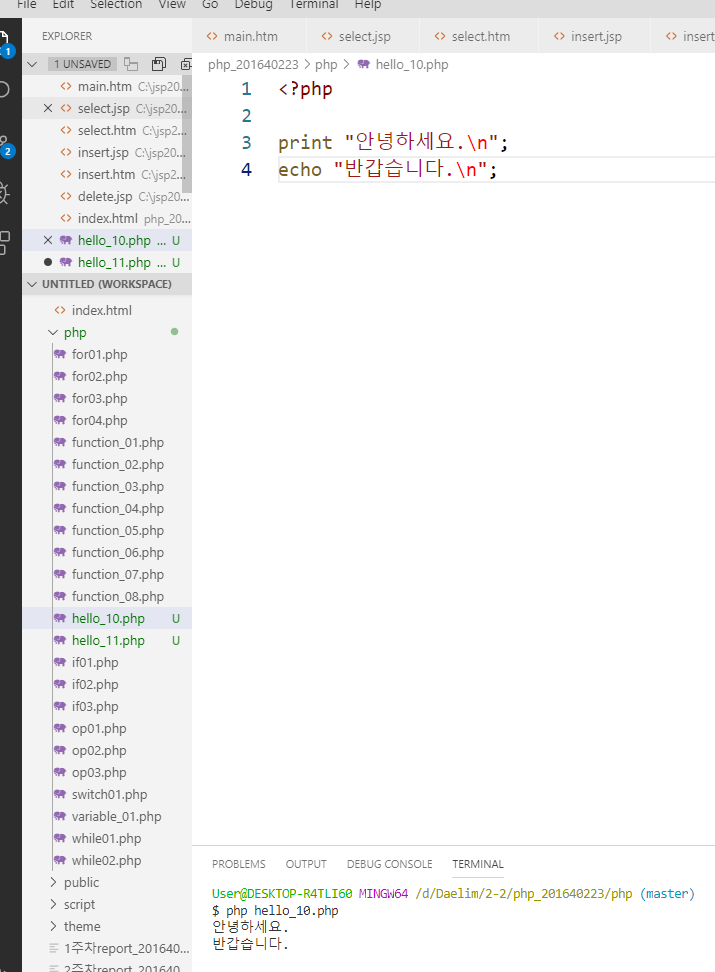 File Edit Selection View Go Debug Terminal Help
EXPLORER
main.htm select.jsp select.htm insert.jsp insert
1 UNSAVED
php_201640223 > php > hello_10.php
main.htm C:\jsp20...
select.jsp C:\jsp20...
select.htm C:\jsp2...
insert.jsp C:\jsp20...
insert.htm C:\jsp2...
delete.jsp C:\jsp20...
index.html php_20...
hello_10.php ... U
hello_11.php ... U
1 <?php
2
3 print "안녕하세요.\n";
4 echo "반갑습니다.\n";
UNTITLED (WORKSPACE)
index.html
php
for01.php
for02.php
for03.php
for04.php
function_01.php
function_02.php
function_03.php
function_04.php
function_05.php
function_06.php
function_07.php
function_08.php
hello_10.php U
hello_11.php U
if01.php
if02.php
if03.php
op01.php
op02.php
op03.php
switch01.php
variable_01.php
while01.php
while02.php
public
script
theme
1주차report_201640...
2주차report_201640...
1
2
PROBLEMS OUTPUT DEBUG CONSOLE TERMINAL
User@DESKTOP-R4TLI60 MINGW64 /d/Daelim/2-2/php_201640223/php (master)
$ php hello_10.php
안녕하세요.
반갑습니다.